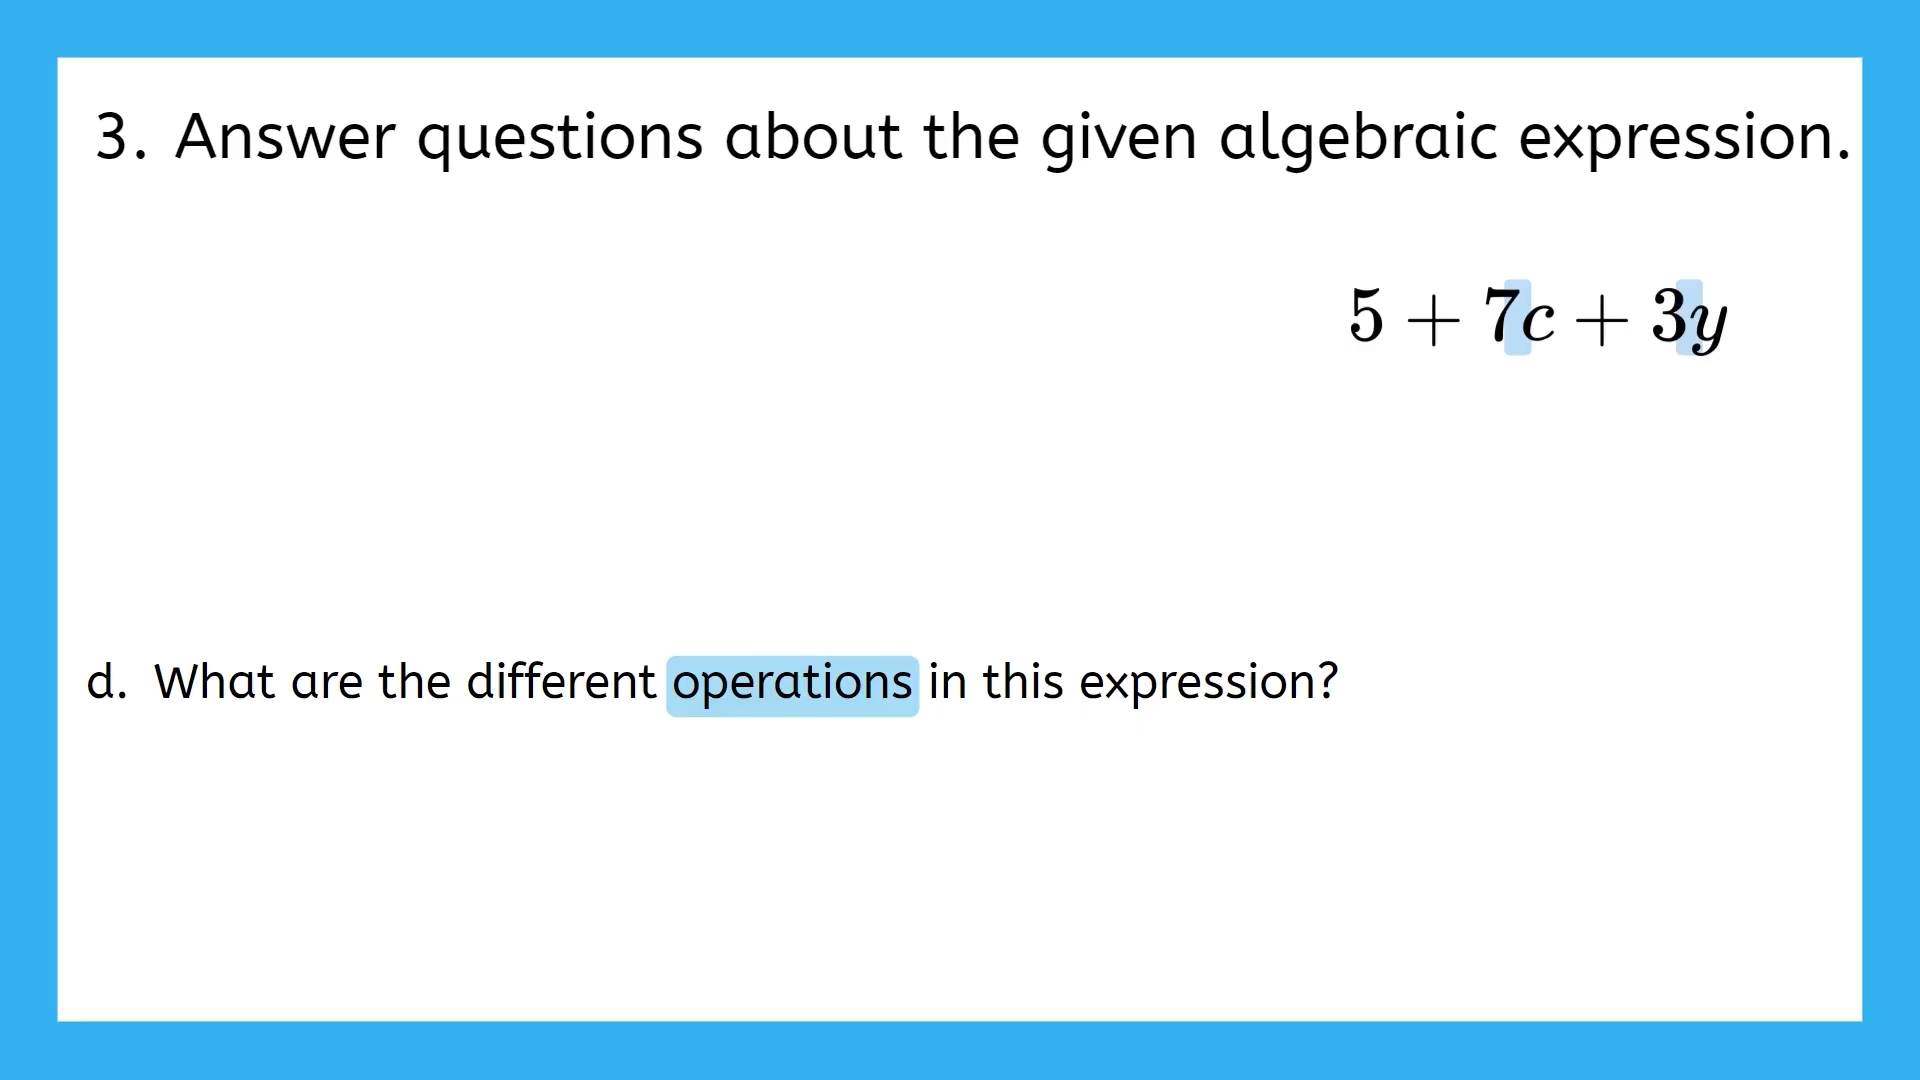 3. Answer questions about the given algebraic expression.
5 + 7c + 3y
d. What are the different operations in this expression?